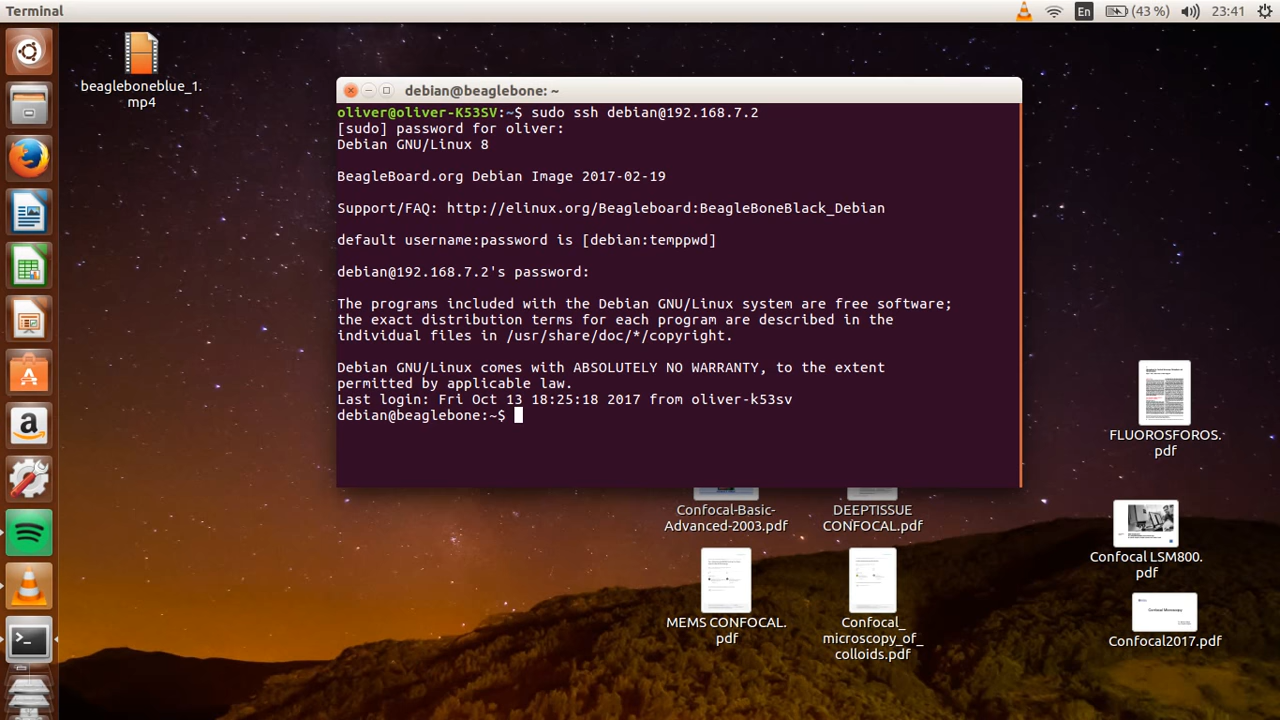 Terminal
En
(43 %)
23:41
beagleboneblue_1.
mp4
debian@beaglebone: ~
oliver@oliver-K53SV:~$ sudo ssh debian@192.168.7.2
[sudo] password for oliver:
Debian GNU/Linux 8
BeagleBoard.org Debian Image 2017-02-19
Support/FAQ: http://elinux.org/Beagleboard:BeagleBoneBlack_Debian
default username:password is [debian:temppwd]
debian@192.168.7.2's password:
The programs included with the Debian GNU/Linux system are free software;
the exact distribution terms for each program are described in the
individual files in /usr/share/doc/*/copyright.
Debian GNU/Linux comes with ABSOLUTELY NO WARRANTY, to the extent
permitted by applicable law.
Last login: Fri Oct 13 18:25:18 2017 from oliver-k53sv
debian@beaglebone:~$
FLUOROSFOROS.
pdf
Confocal-Basic-
Advanced-2003.pdf
DEEPTISSUE
CONFOCAL.pdf
Confocal LSM800.
pdf
MEMS CONFOCAL.
pdf
Confocal_
microscopy_of_
colloids.pdf
Confocal Microscopy
Confocal2017.pdf